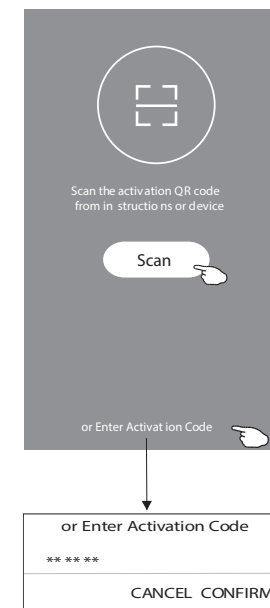 Scan the activation QR code
from in structio ns or device
Scan
or Enter Activat ion Code
or Enter Activation Code
** ** **
CANCEL CONFIRM